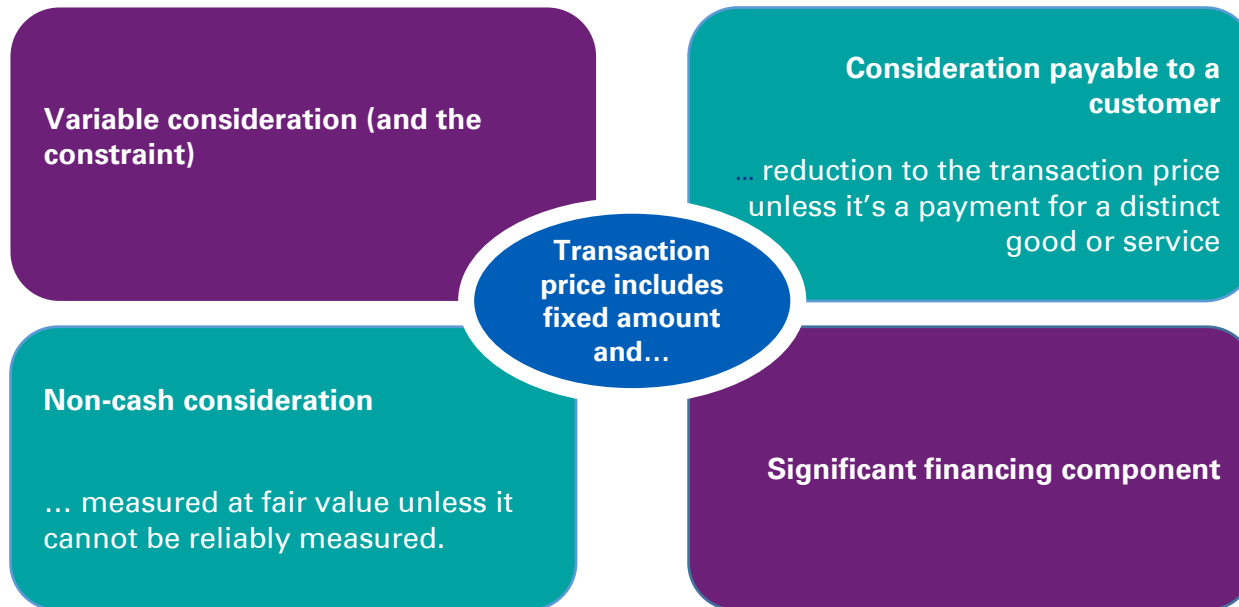 Variable consideration (and the
constraint)
Consideration payable to a
customer
... reduction to the transaction price
unless it’s a payment for a distinct
good or service
Transaction
price includes
fixed amount
and...
Non-cash consideration
... measured at fair value unless it
cannot be reliably measured.
Significant financing component